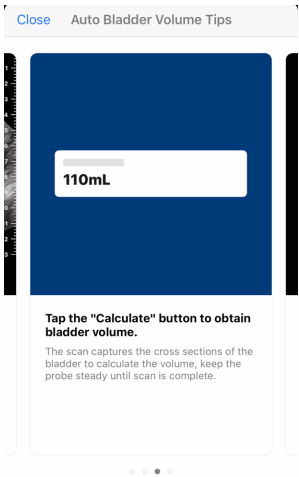 Close Auto Bladder Volume Tips
110mL
Tap the "Calculate" button to obtain
bladder volume.
The scan captures the cross sections of the
bladder to calculate the volume, keep the
probe steady until scan is complete.